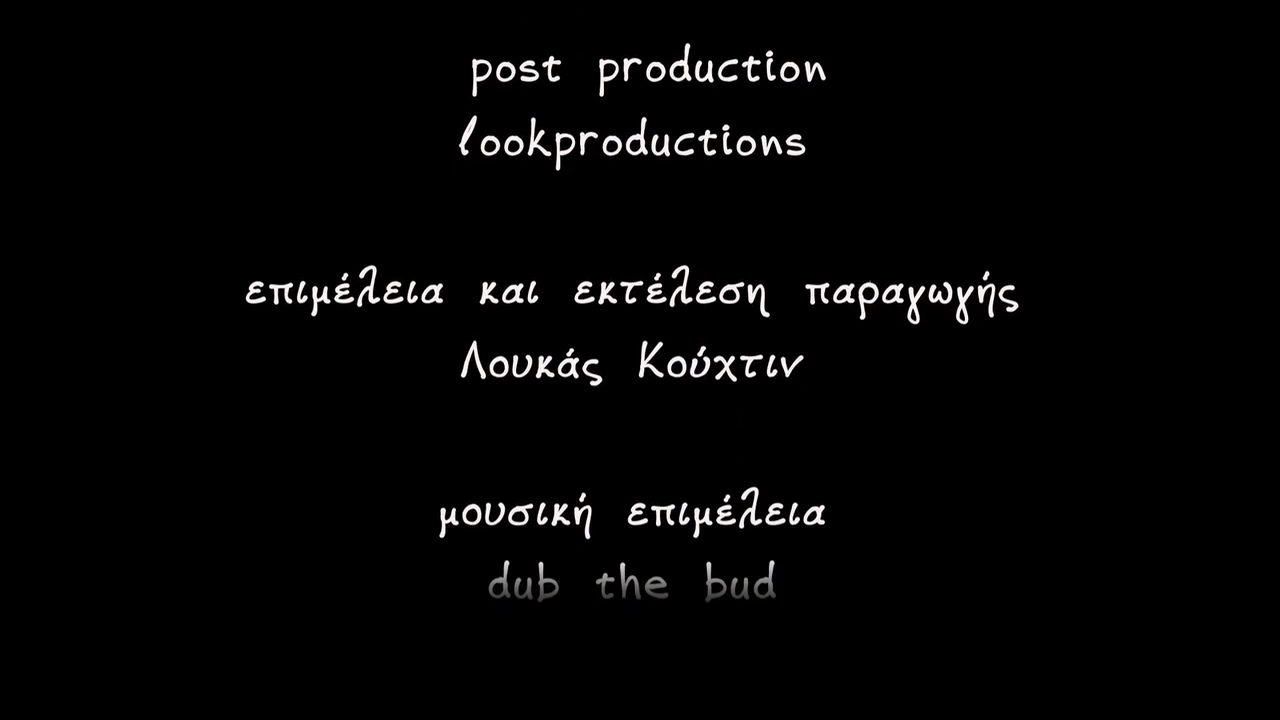 post production
lookproductions
επιμέλεια και εκτέλεση παραγωγής
Λουκάς Κούχτιν
μουσική επιμέλεια
dub the bud